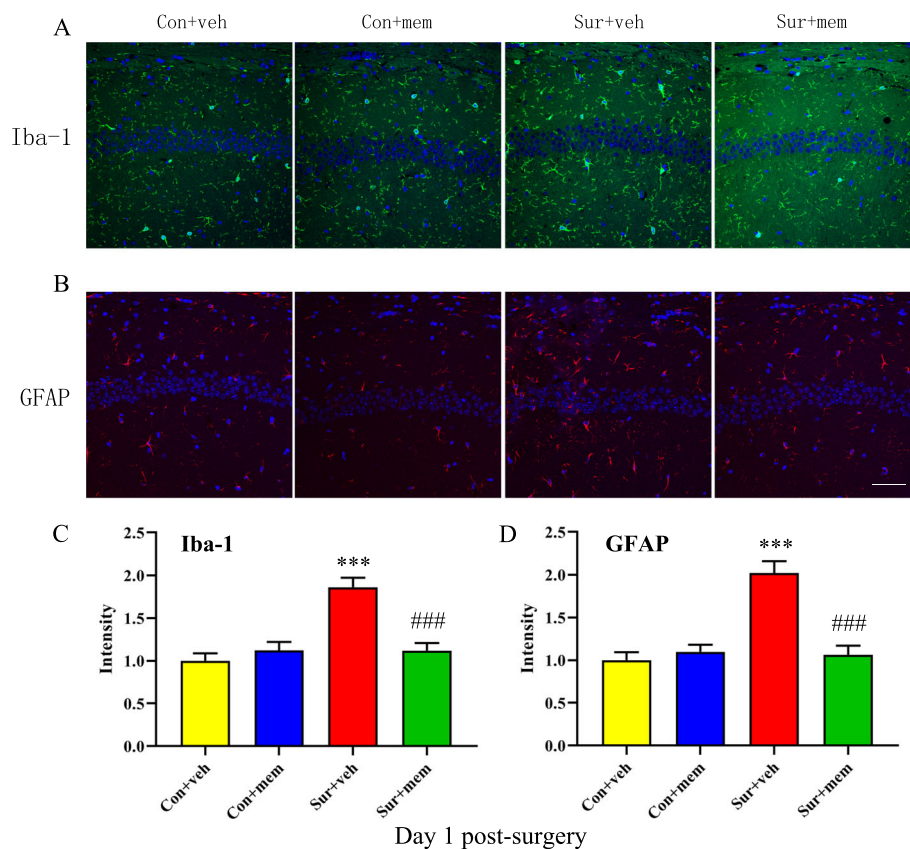 A
Con+veh
Con+mem
Sur+veh
Sur+mem
Iba-1
B
GFAP
C
Iba-1
***
###
Intensity
2.5
2.0
1.5
1.0
0.5
0.0
Con+veh
Con+mem
Sur+veh
Sur+mem
D
GFAP
***
###
Intensity
2.5
2.0
1.5
1.0
0.5
0.0
Con+veh
Con+mem
Sur+veh
Sur+mem
Day 1 post-surgery